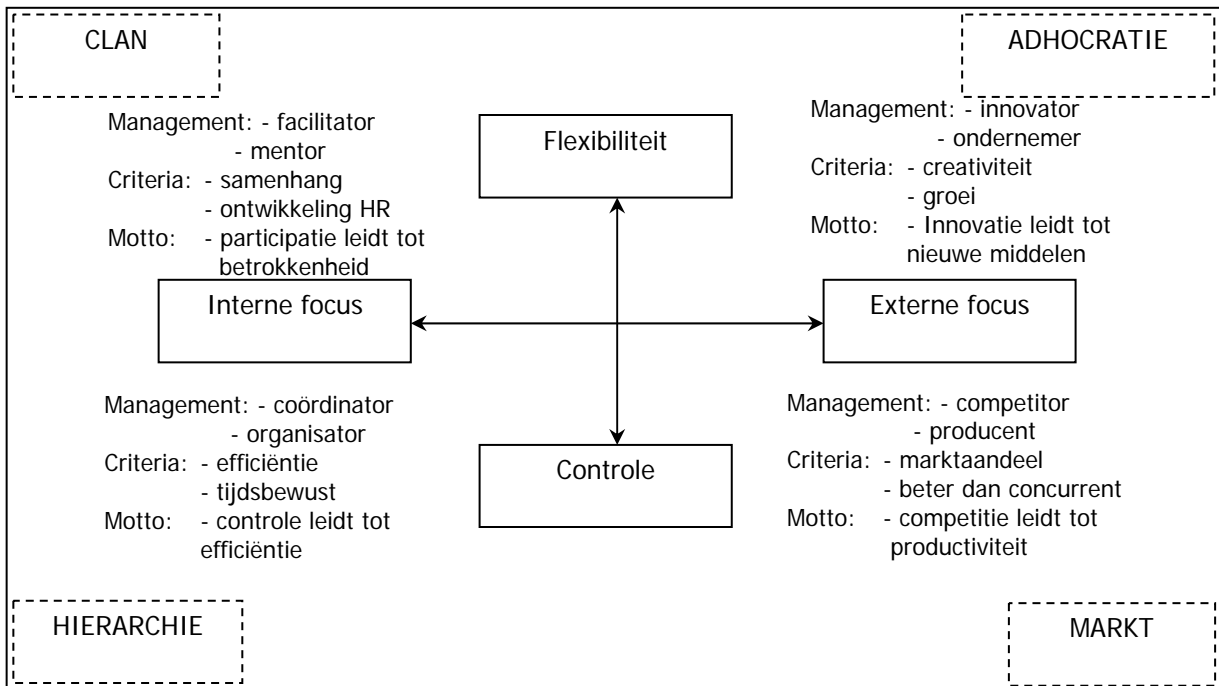 CLAN
ADHOCRATIE
Management: - facilitator
- mentor
Criteria: - samenhang
- ontwikkeling HR
Motto: - participatie leidt tot
betrokkenheid
Flexibiliteit
Management: - innovator
- ondernemer
Criteria: - creativiteit
- groei
Motto: - Innovatie leidt tot
nieuwe middelen
Interne focus
Externe focus
Management: - coördinator
- organisator
Criteria: - efficiëntie
- tijdsbewust
Motto: - controle leidt tot
efficiëntie
Controle
Management: - competitor
- producent
Criteria: - marktaandeel
- beter dan concurrent
Motto: - competitie leidt tot
productiviteit
HIERARCHIE
MARKT